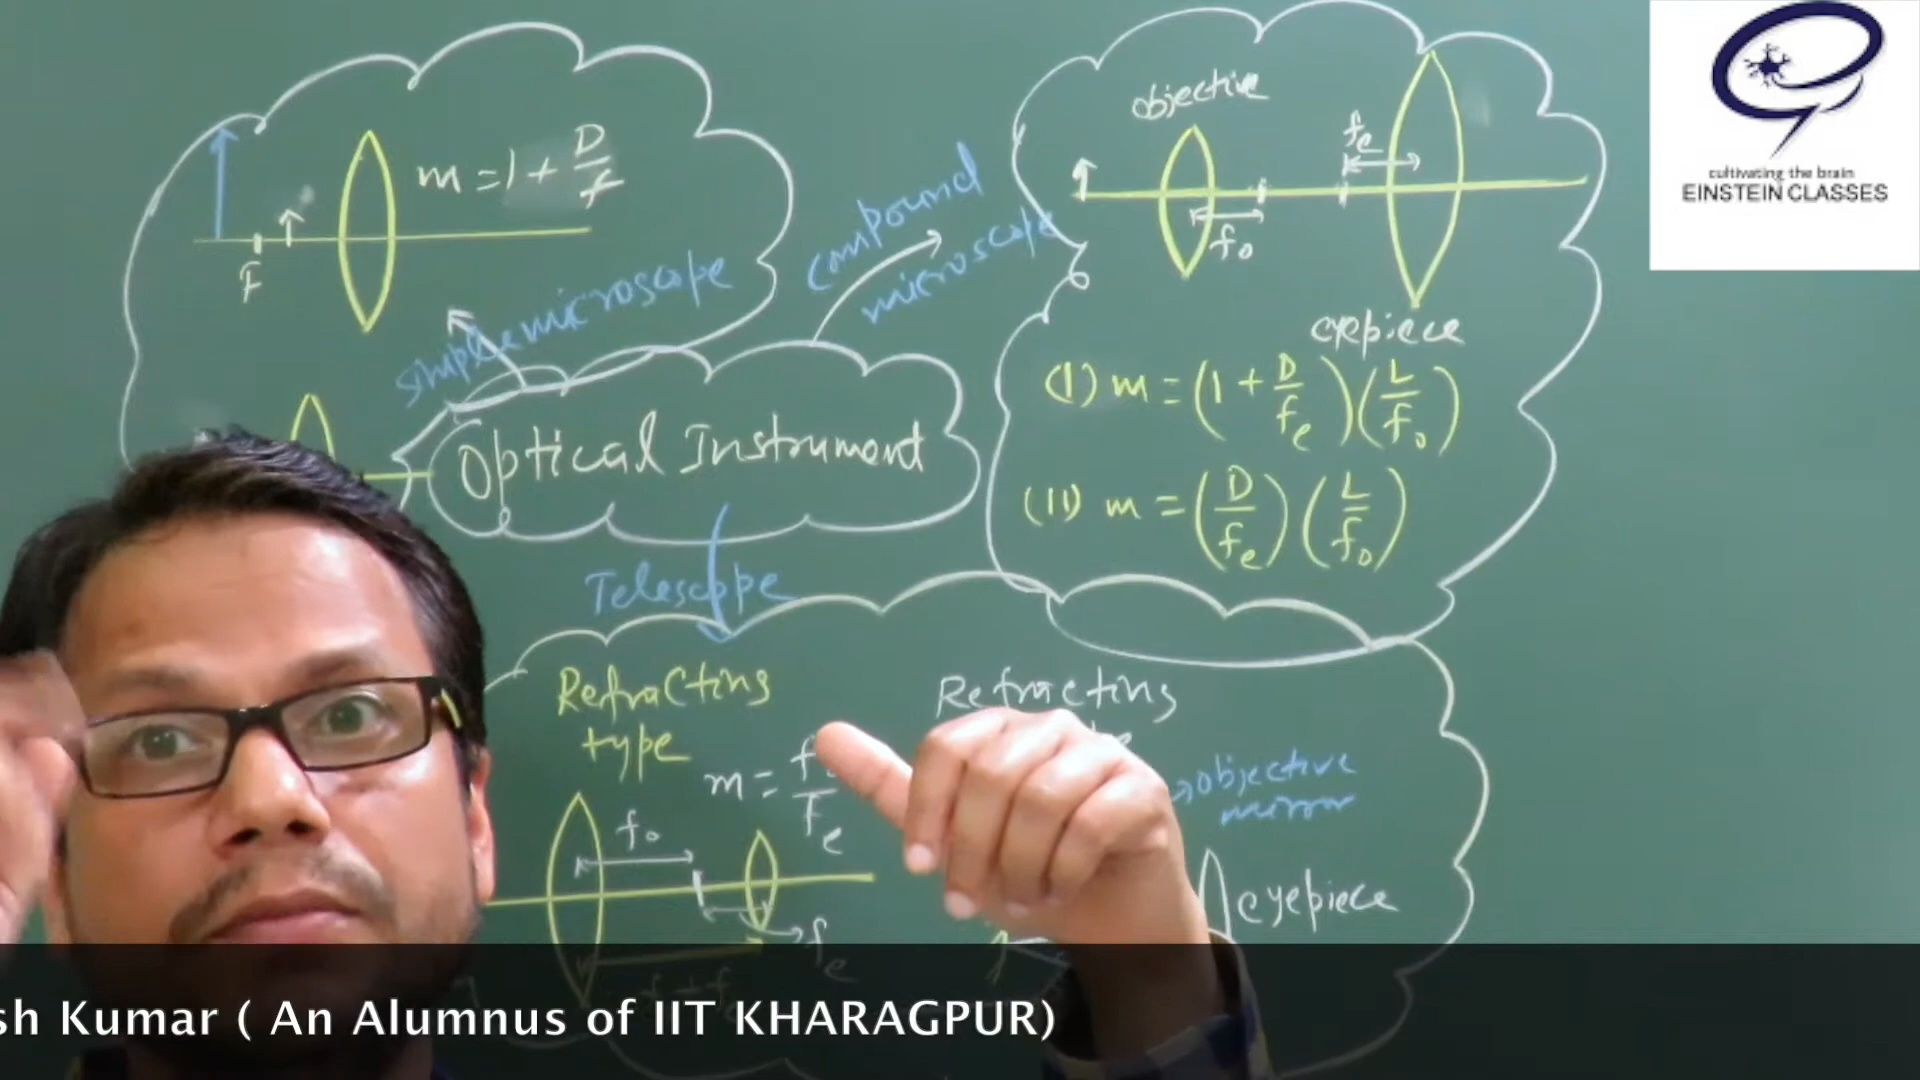 m = 1 + D/f
F
simple microscope
compound
microscope
objective
fe
fo
eyepiece
(I) m = (1 + D/fe)(L/fo)
(II) m = (D/fe)(L/fo)
Optical Instrument
Telescope
Refracting
type
m = f
fe
fo
fe
Refracting
objective
mirror
eyepiece
cultivating the brain
EINSTEIN CLASSES
sh Kumar ( An Alumnus of IIT KHARAGPUR)